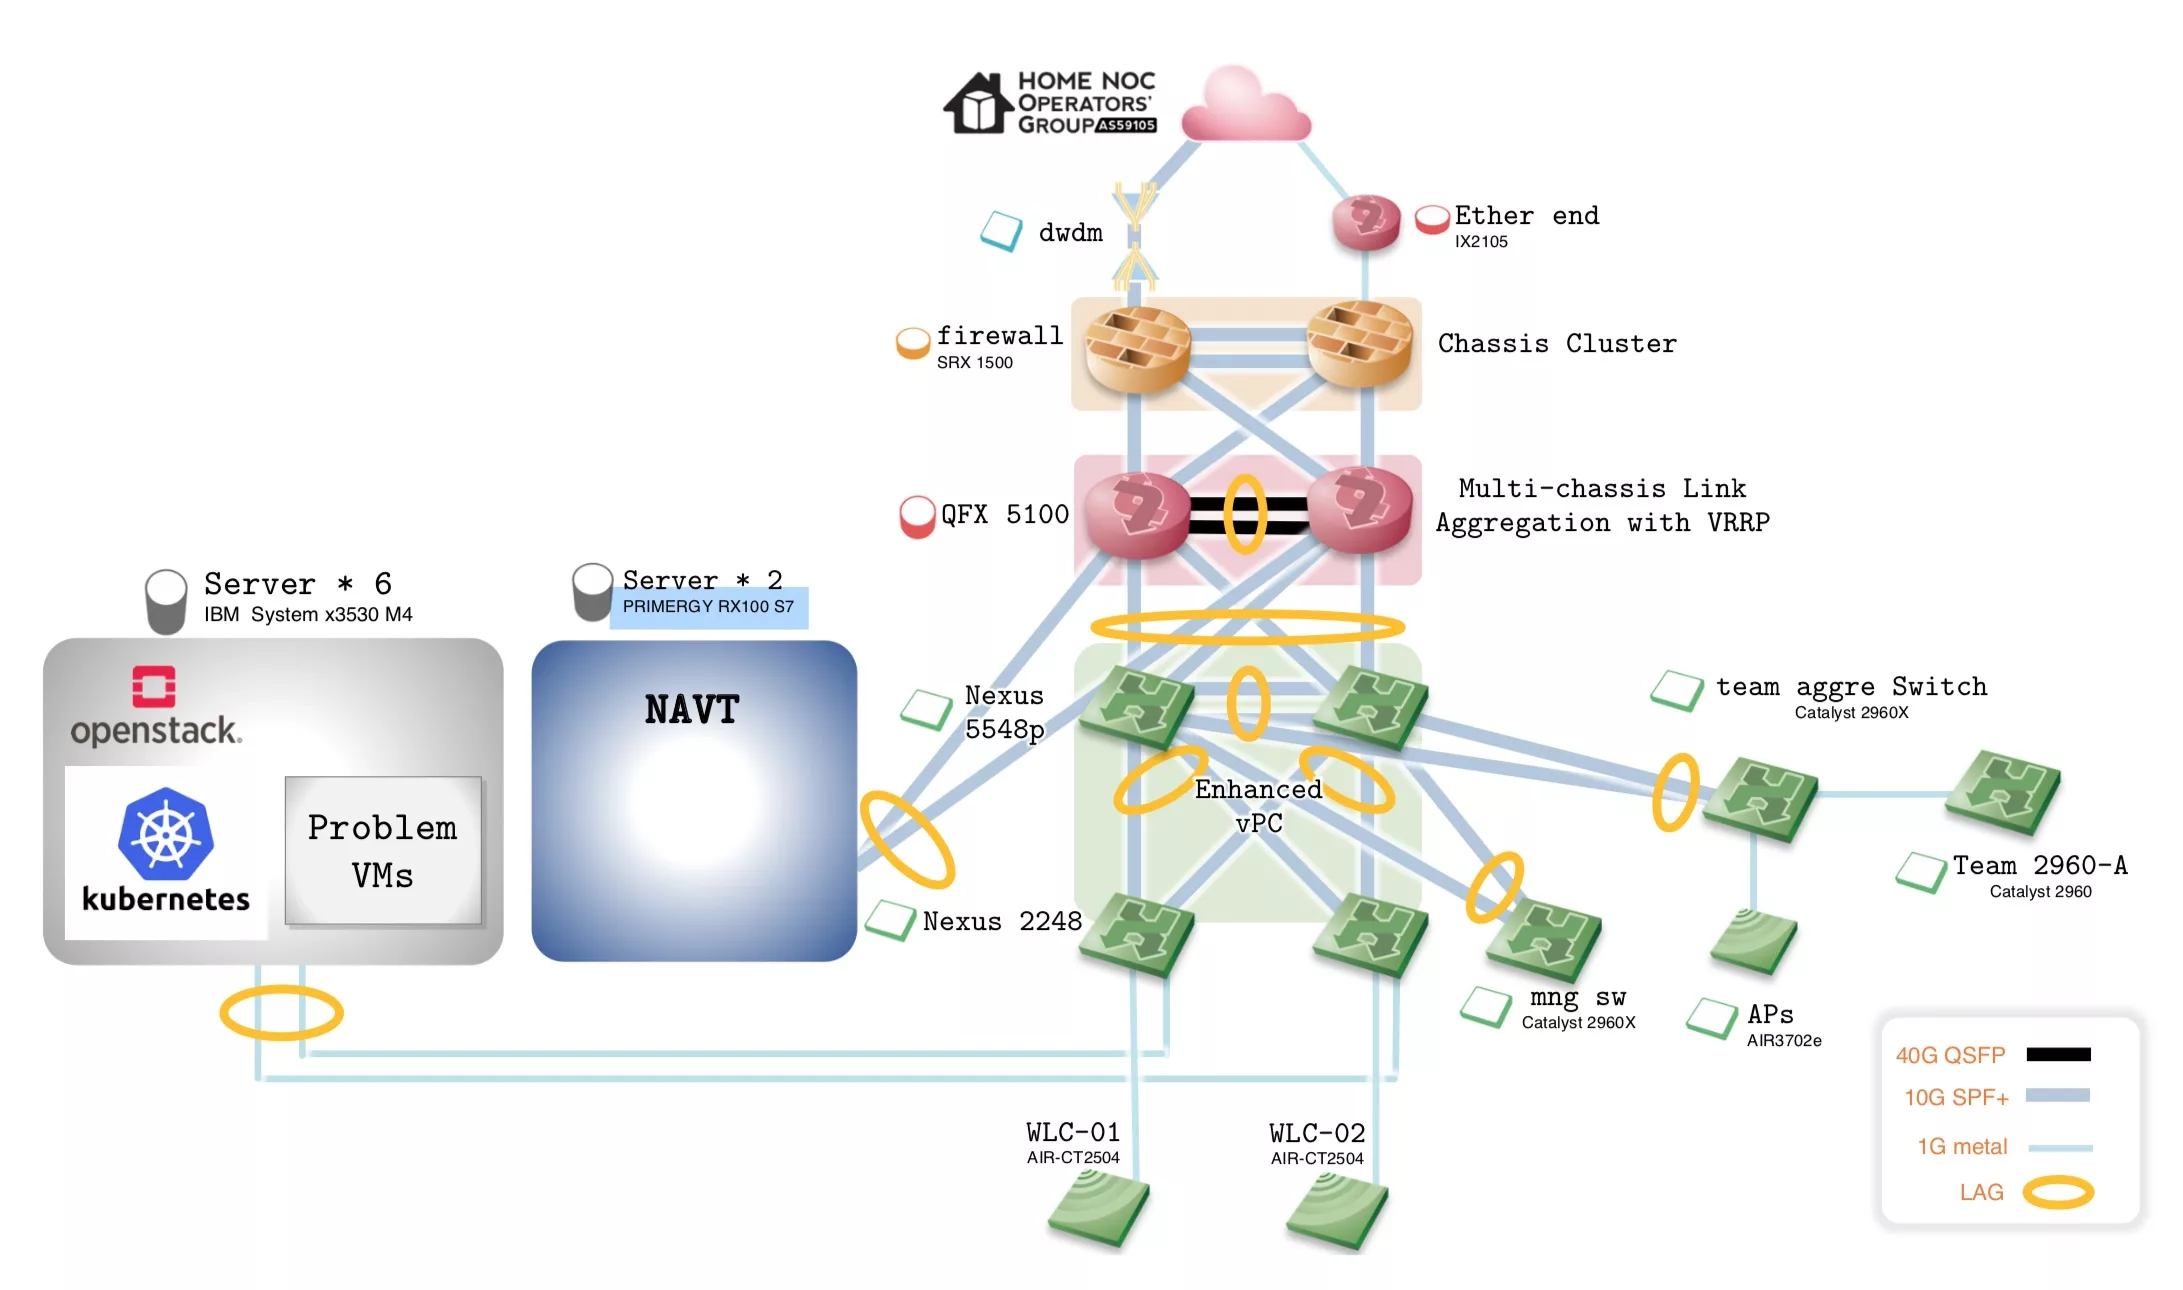 HOME NOC
OPERATORS'
GROUP AS59105
dwdm
Ether end
IX2105
firewall
SRX 1500
Chassis Cluster
QFX 5100
Multi-chassis Link
Aggregation with VRRP
Server * 6
IBM System x3530 M4
Server * 2
PRIMERGY RX100 S7
openstack.
kubernetes
Problem
VMs
NAVT
Nexus
5548p
Enhanced
vPC
team aggre Switch
Catalyst 2960X
Team 2960-A
Catalyst 2960
Nexus 2248
mng sw
Catalyst 2960X
APs
AIR3702e
WLC-01
AIR-CT2504
WLC-02
AIR-CT2504
40G QSFP
10G SPF+
1G metal
LAG